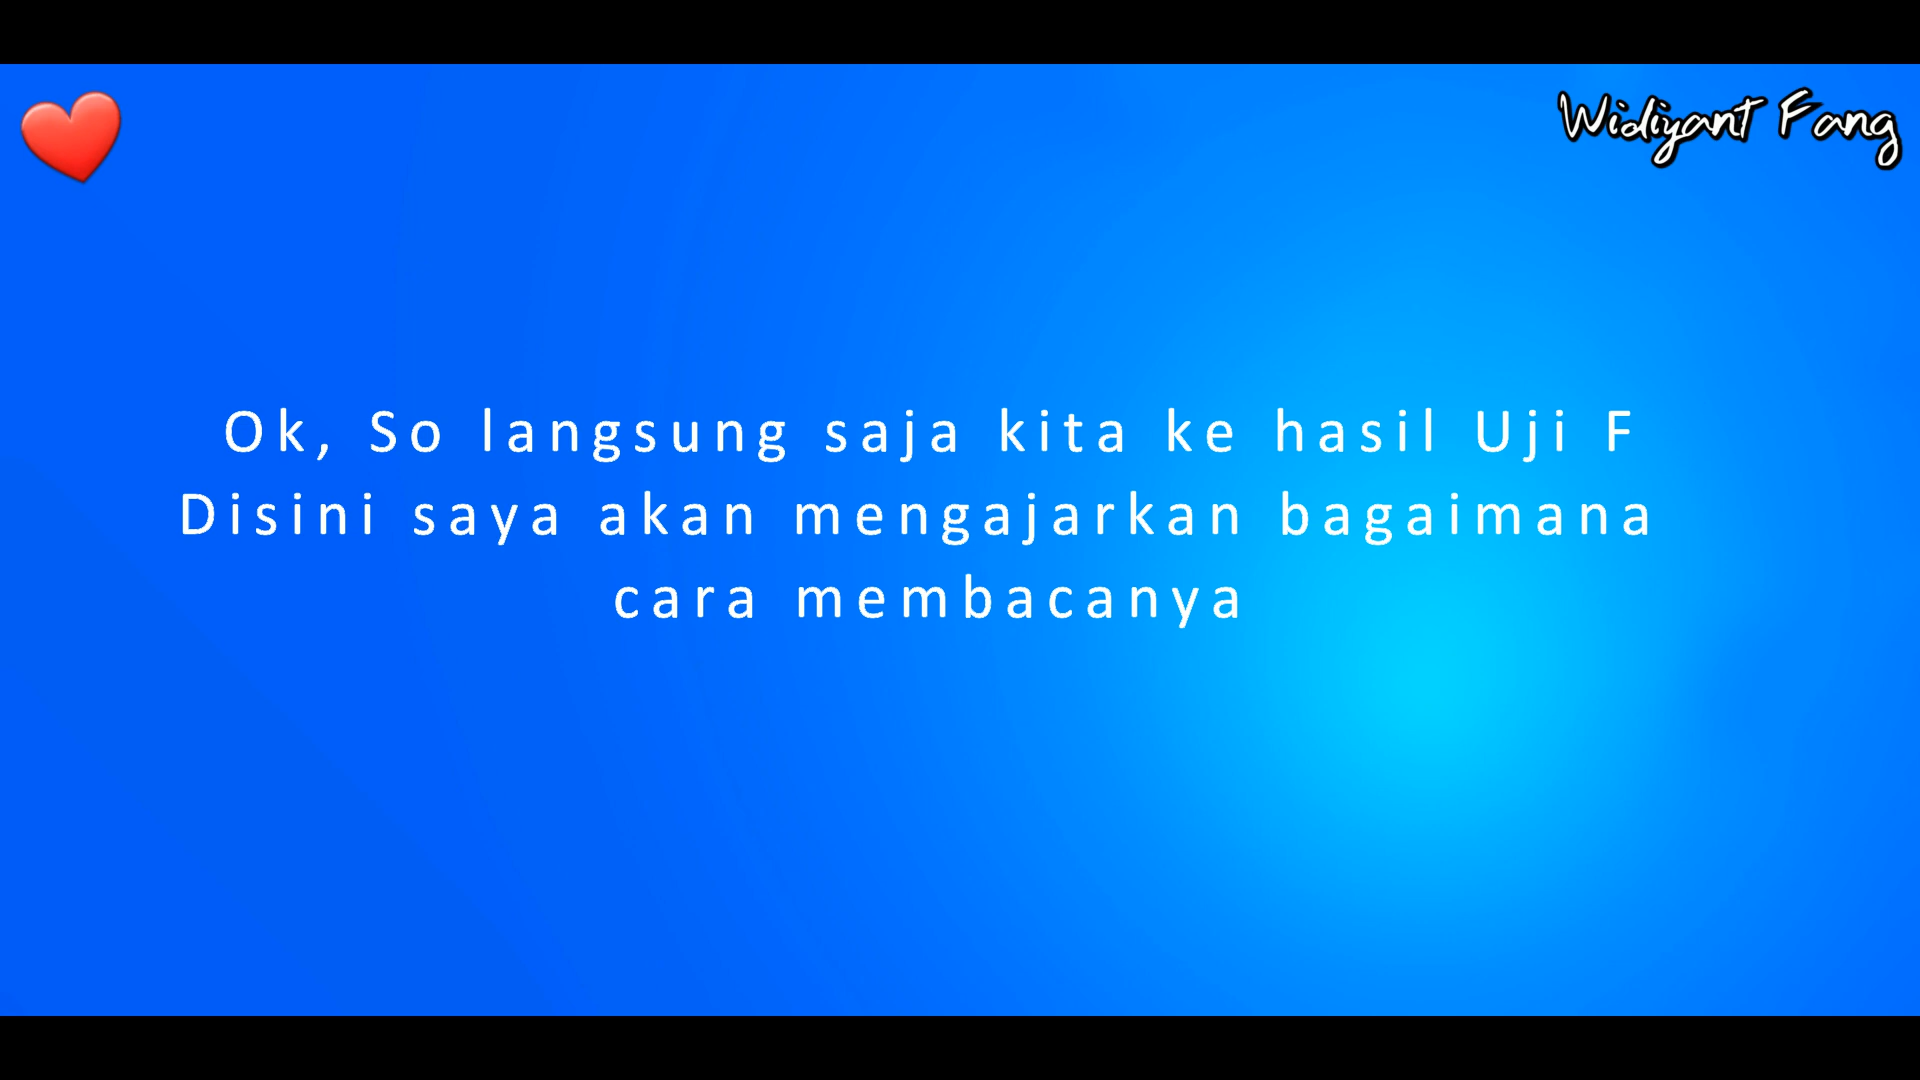 Widiyant Fang
Ok, So langsung saja kita ke hasil Uji F
Disini saya akan mengajarkan bagaimana
cara membacanya